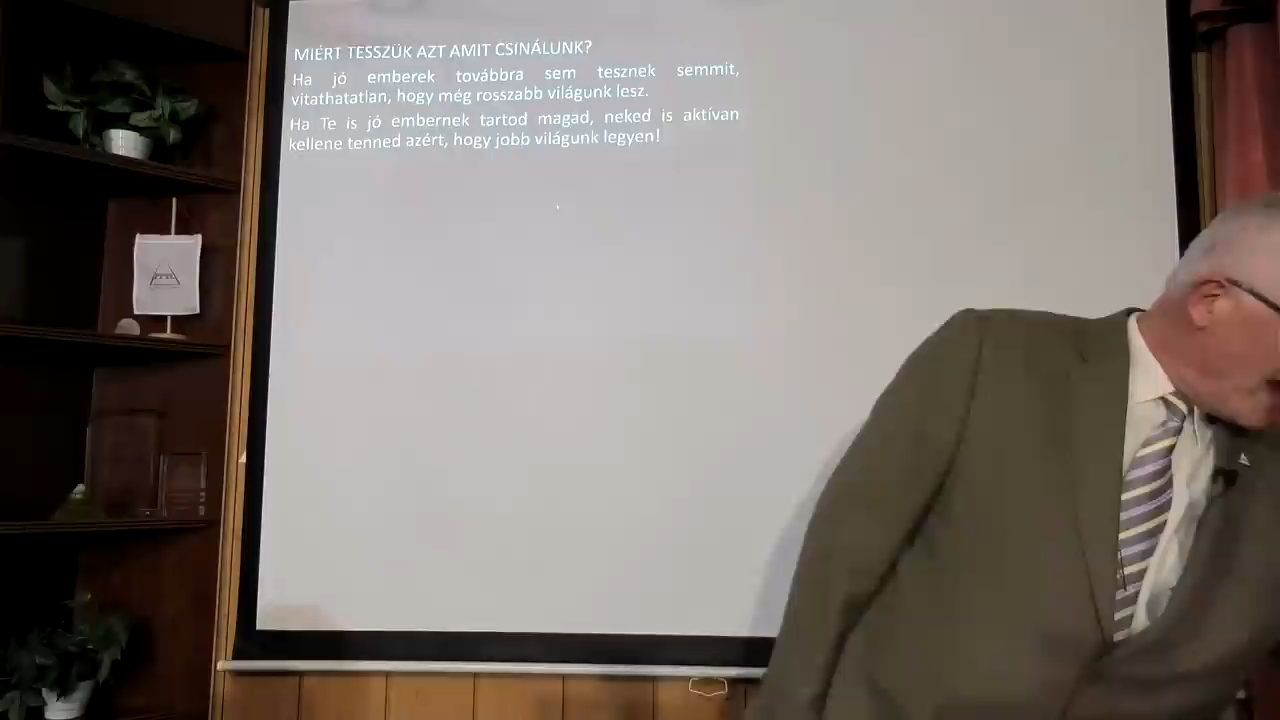 MIÉRT TESSZÜK AZT AMIT CSINÁLUNK?
Ha jó emberek továbbra sem tesznek semmit,
vitathatatlan, hogy még rosszabb világunk lesz.
Ha Te is jó embernek tartod magad, neked is aktívan
kellene tenned azért, hogy jobb világunk legyen!